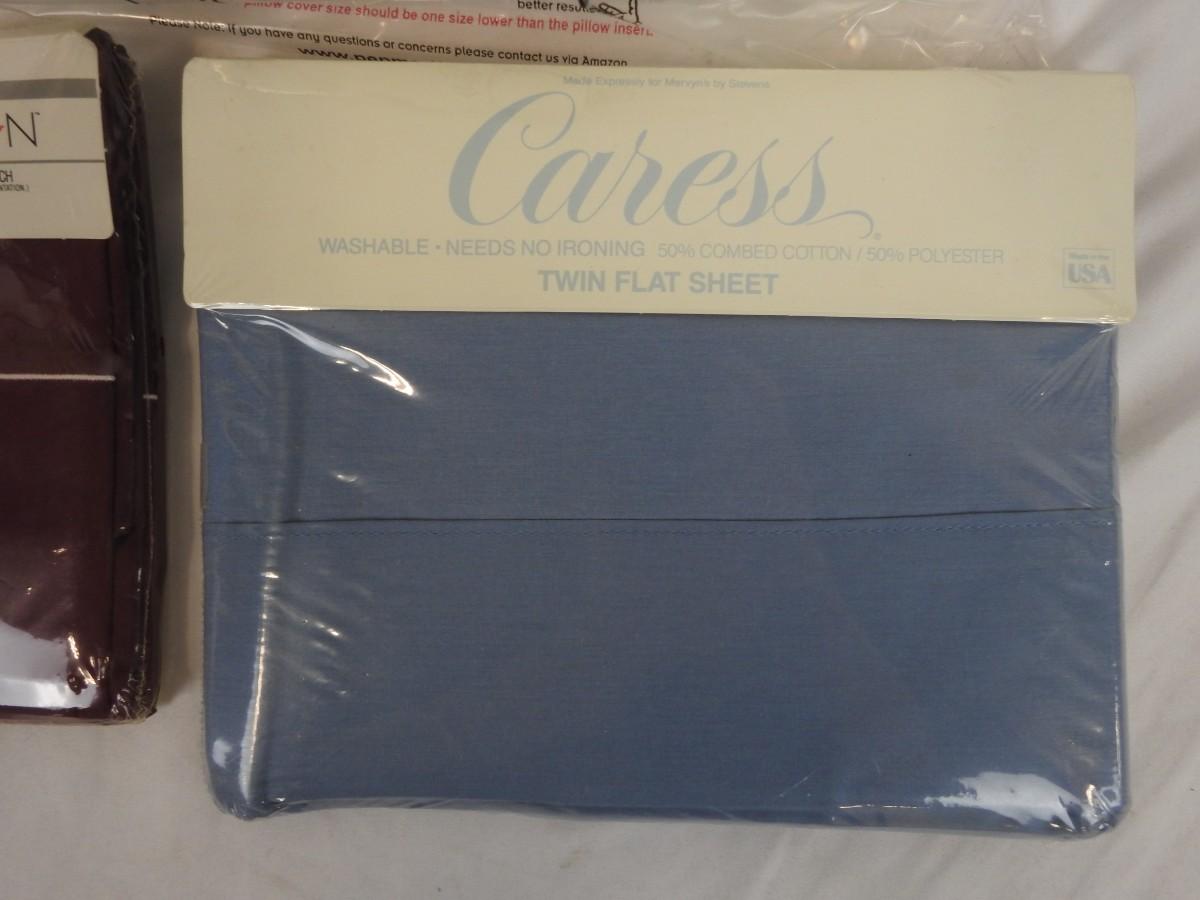 better
pillow cover size should be one size lower than the pillow insert.
Please Note: If you have any questions or concerns please contact us via Amazon
N™
CH
Made Expressly for Mervyn's by Stevens
Caress®
WASHABLE • NEEDS NO IRONING 50% COMBED COTTON / 50% POLYESTER
TWIN FLAT SHEET
Made in the
USA